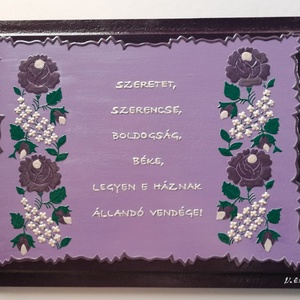 SZERETET,
SZERENCSE,
BOLDOGSÁG,
BÉKE,
LEGYEN E HÁZNAK
ÁLLANDÓ VENDÉGE!